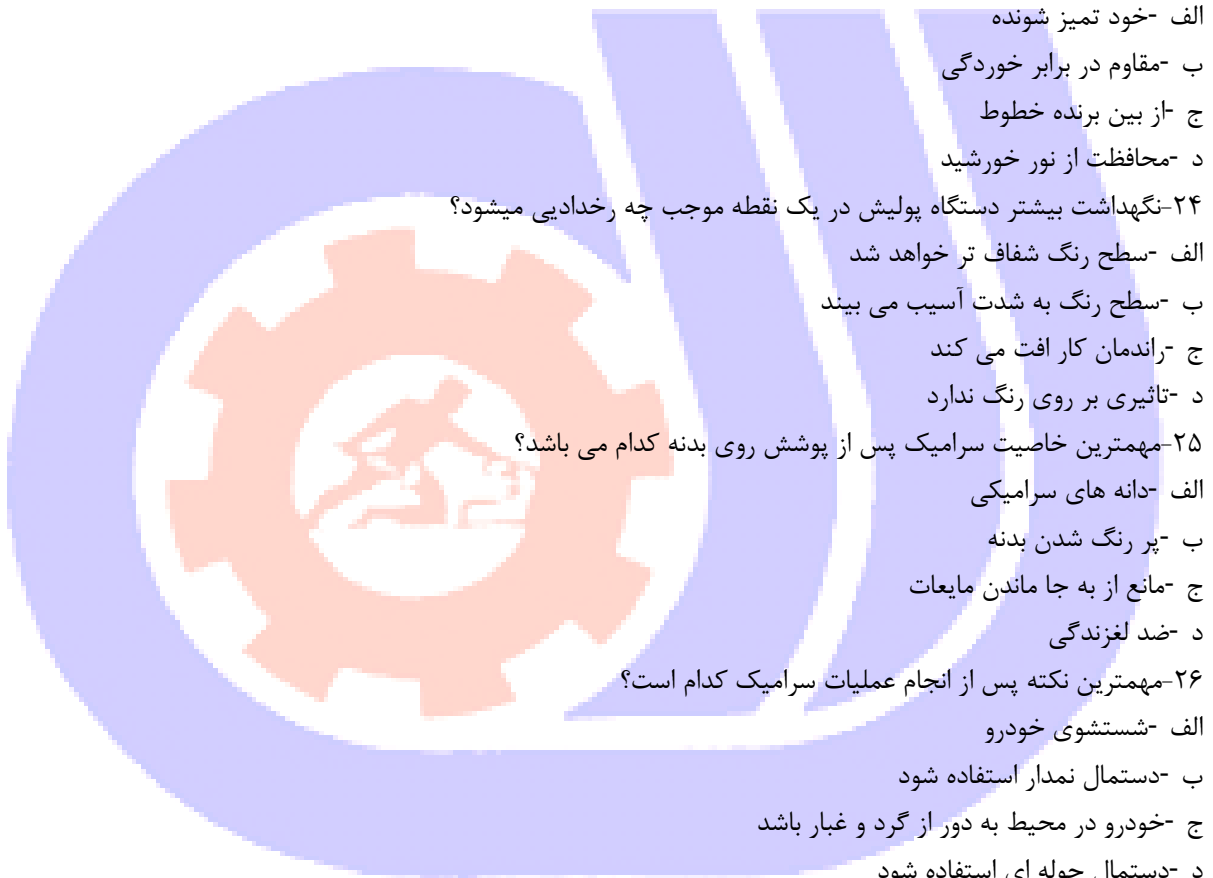 الف -خود تمیز شونده
ب -مقاوم در برابر خوردگی
ج -از بین برنده خطوط
د -محافظت از نور خورشید
۲۴-نگهداشت بیشتر دستگاه پولیش در یک نقطه موجب چه رخدادیی میشود؟
الف -سطح رنگ شفاف تر خواهد شد
ب -سطح رنگ به شدت آسیب می بیند
ج -راندمان کار افت می کند
د -تاثیری بر روی رنگ ندارد
۲۵-مهمترین خاصیت سرامیک پس از پوشش روی بدنه کدام می باشد؟
الف -دانه های سرامیکی
ب -پر رنگ شدن بدنه
ج -مانع از به جا ماندن مایعات
د -ضد لغزندگی
۲۶-مهمترین نکته پس از انجام عملیات سرامیک کدام است؟
الف -شستشوی خودرو
ب -دستمال نمدار استفاده شود
ج -خودرو در محیط به دور از گرد و غبار باشد
د -دستمال حوله ای استفاده شود